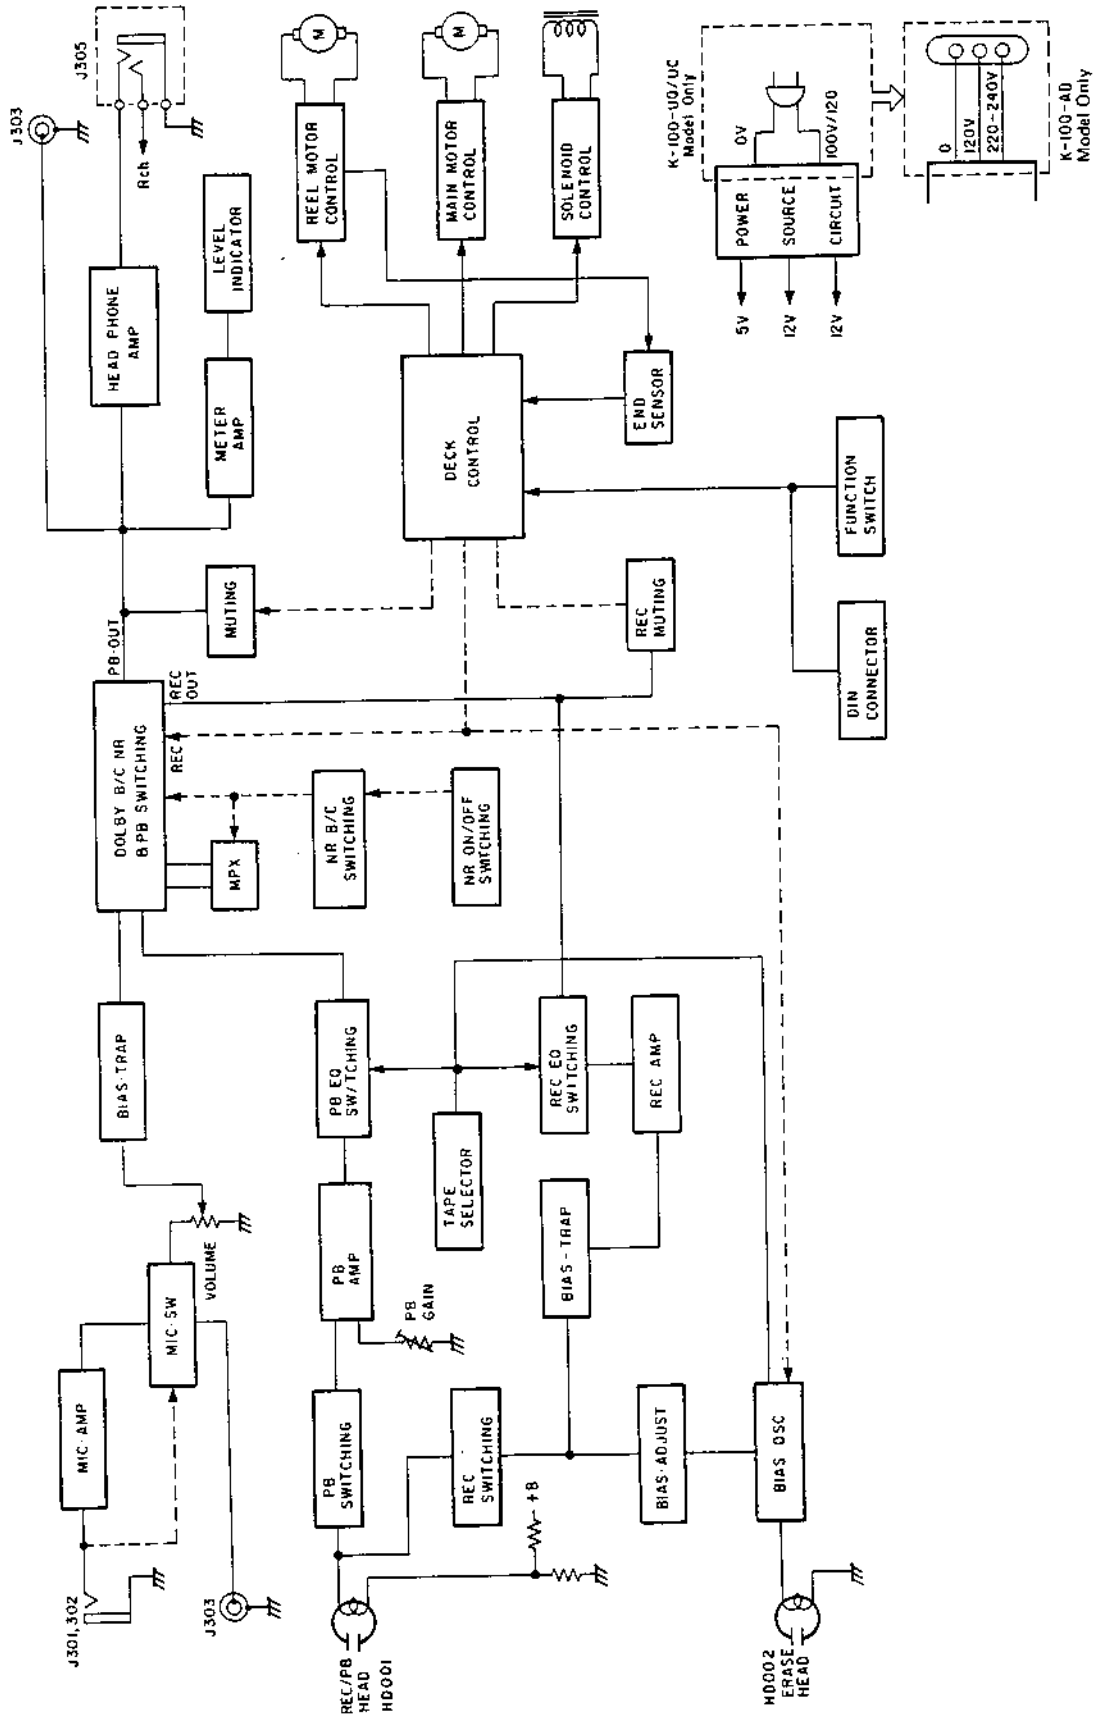 J301,302
MIC·AMP
MIC·SW
VOLUME
J303
BIAS·TRAP
DOLBY B/C NR
&PB SWITCHING
PB·OUT
REC
OUT
REC
MPX
NR B/C
SWITCHING
NR ON/OFF
SWITCHING
MUTING
HEAD PHONE
AMP
METER
AMP
LEVEL
INDICATOR
J303
J305
Rch
REC/PB
HEAD
HD001
PB
SWITCHING
PB
AMP
PB
GAIN
PB EQ
SW/TCHING
TAPE
SELECTOR
REC
SWITCHING
+B
BIAS-TRAP
REC EQ
SWITCHING
REC AMP
BIAS·ADJUST
BIAS OSC
HD002
ERASE
HEAD
REC
MUTING
DECK
CONTROL
END
SENSOR
REEL MOTOR
CONTROL
M
MAIN MOTOR
CONTROL
M
SOLENOID
CONTROL
DIN
CONNECTOR
FUNCTION
SWITCH
K-100-UQ/UC
Model Only
0V
100V/120
POWER
SOURCE
CIRCUIT
5V
12V
12V
0
120V
220-240V
K-100-AD
Model Only